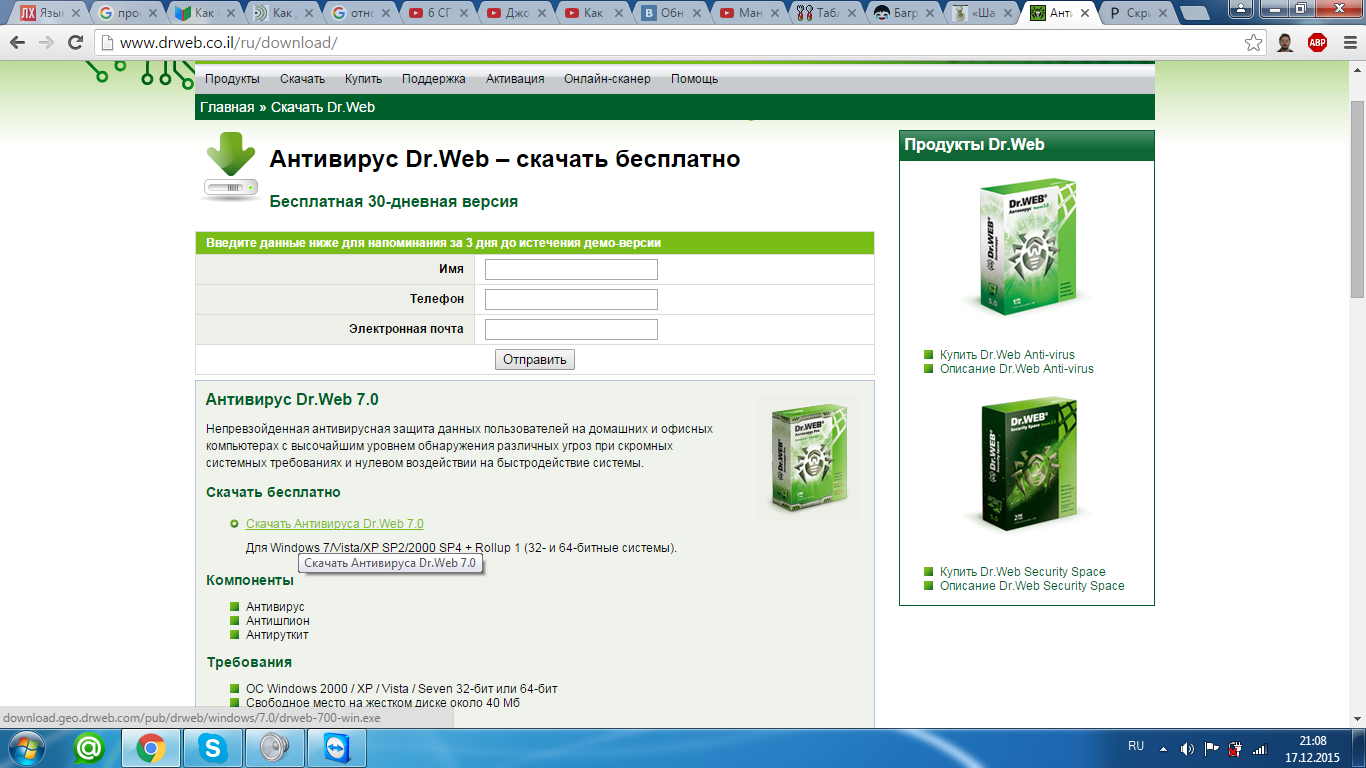 Язы
прос
Как
Как
отно
6 СГ
Джо
Как
Обн
Ман
Табл
Багр
«Ша
Анти
Скри
www.drweb.co.il/ru/download/
ABP
Продукты Скачать Купить Поддержка Активация Онлайн-сканер Помощь
Главная » Скачать Dr.Web
Антивирус Dr.Web – скачать бесплатно
Бесплатная 30-дневная версия
Введите данные ниже для напоминания за 3 дня до истечения демо-версии
Имя
Телефон
Электронная почта
Отправить
Антивирус Dr.Web 7.0
Непревзойденная антивирусная защита данных пользователей на домашних и офисных
компьютерах с высочайшим уровнем обнаружения различных угроз при скромных
системных требованиях и нулевом воздействии на быстродействие системы.
Dr.WEB
Скачать бесплатно
Скачать Антивируса Dr.Web 7.0
Для Windows 7/Vista/XP SP2/2000 SP4 + Rollup 1 (32- и 64-битные системы).
Скачать Антивируса Dr.Web 7.0
Компоненты
Антивирус
Антишпион
Антируткит
Требования
ОС Windows 2000 / XP / Vista / Seven 32-бит или 64-бит
Свободное место на жестком диске около 40 Мб
Продукты Dr.Web
Dr.WEB
Антивирус
5.0
Купить Dr.Web Anti-virus
Описание Dr.Web Anti-virus
Dr.WEB
Security Space
Купить Dr.Web Security Space
Описание Dr.Web Security Space
download.geo.drweb.com/pub/drweb/windows/7.0/drweb-700-win.exe
RU
21:08
17.12.2015